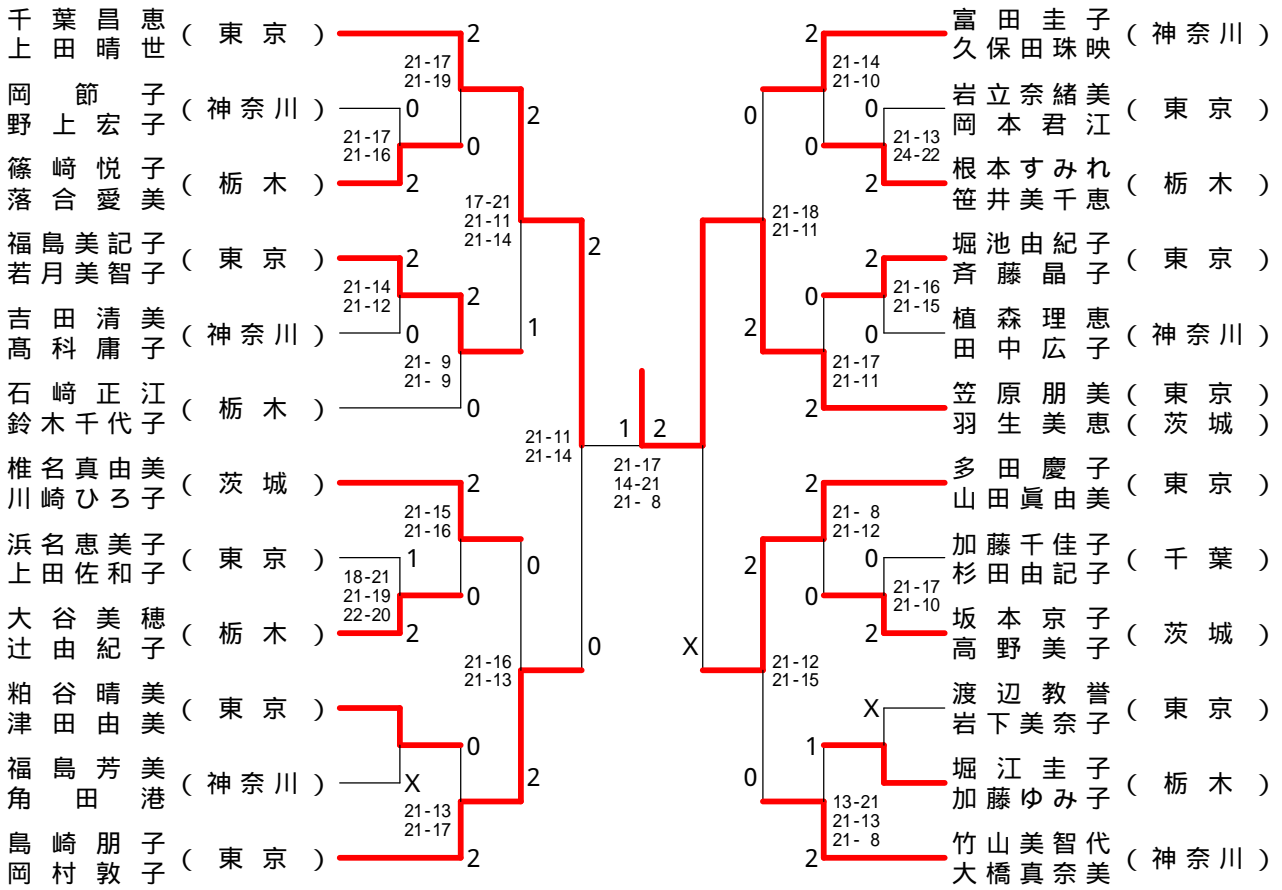 千葉昌恵
上田晴世
(東京)
2
21-17
21-19
岡節子
野上宏子
(神奈川)
0
21-17
21-16
0
篠﨑悦子
落合愛美
(栃木)
2
2
17-21
21-11
21-14
福島美記子
若月美智子
(東京)
2
21-14
21-12
2
吉田清美
髙科庸子
(神奈川)
0
1
21- 9
21- 9
石﨑正江
鈴木千代子
(栃木)
0
2
21-11
21-14
椎名真由美
川崎ひろ子
(茨城)
2
21-15
21-16
浜名恵美子
上田佐和子
(東京)
1
18-21
21-19
22-20
0
大谷美穂
辻由紀子
(栃木)
2
0
21-16
21-13
0
粕谷晴美
津田由美
(東京)
0
福島芳美
角田港
(神奈川)
X
2
21-13
21-17
島崎朋子
岡村敦子
(東京)
2
1 2
21-17
14-21
21- 8
富田圭子
久保田珠映
(神奈川)
2
21-14
21-10
岩立奈緒美
岡本君江
(東京)
0
21-13
24-22
0
0
根本すみれ
笹井美千恵
(栃木)
2
21-18
21-11
堀池由紀子
斉藤晶子
(東京)
2
21-16
21-15
0
植森理恵
田中広子
(神奈川)
0
2
21-17
21-11
笠原朋美(東京)
羽生美恵(茨城)
2
多田慶子
山田眞由美
(東京)
2
21- 8
21-12
加藤千佳子
杉田由記子
(千葉)
0
21-17
21-10
2
0
坂本京子
高野美子
(茨城)
2
X
21-12
21-15
渡辺教誉
岩下美奈子
(東京)
X
1
堀江圭子
加藤ゆみ子
(栃木)
0
13-21
21-13
21- 8
竹山美智代
大橋真奈美
(神奈川)
2